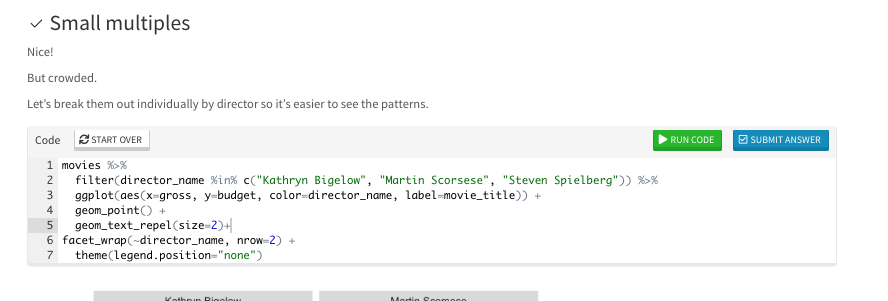 Small multiples
Nice!
But crowded.
Let's break them out individually by director so it's easier to see the patterns.
Code START OVER RUN CODE SUBMIT ANSWER
1 movies %>%
2 filter(director_name %in% c("Kathryn Bigelow", "Martin Scorsese", "Steven Spielberg")) %>%
3 ggplot(aes(x=gross, y=budget, color=director_name, label=movie_title)) +
4 geom_point() +
5 geom_text_repel(size=2)+
6 facet_wrap(~director_name, nrow=2) +
7 theme(legend.position="none")
Kathryn Bigelow Martin Scorsese